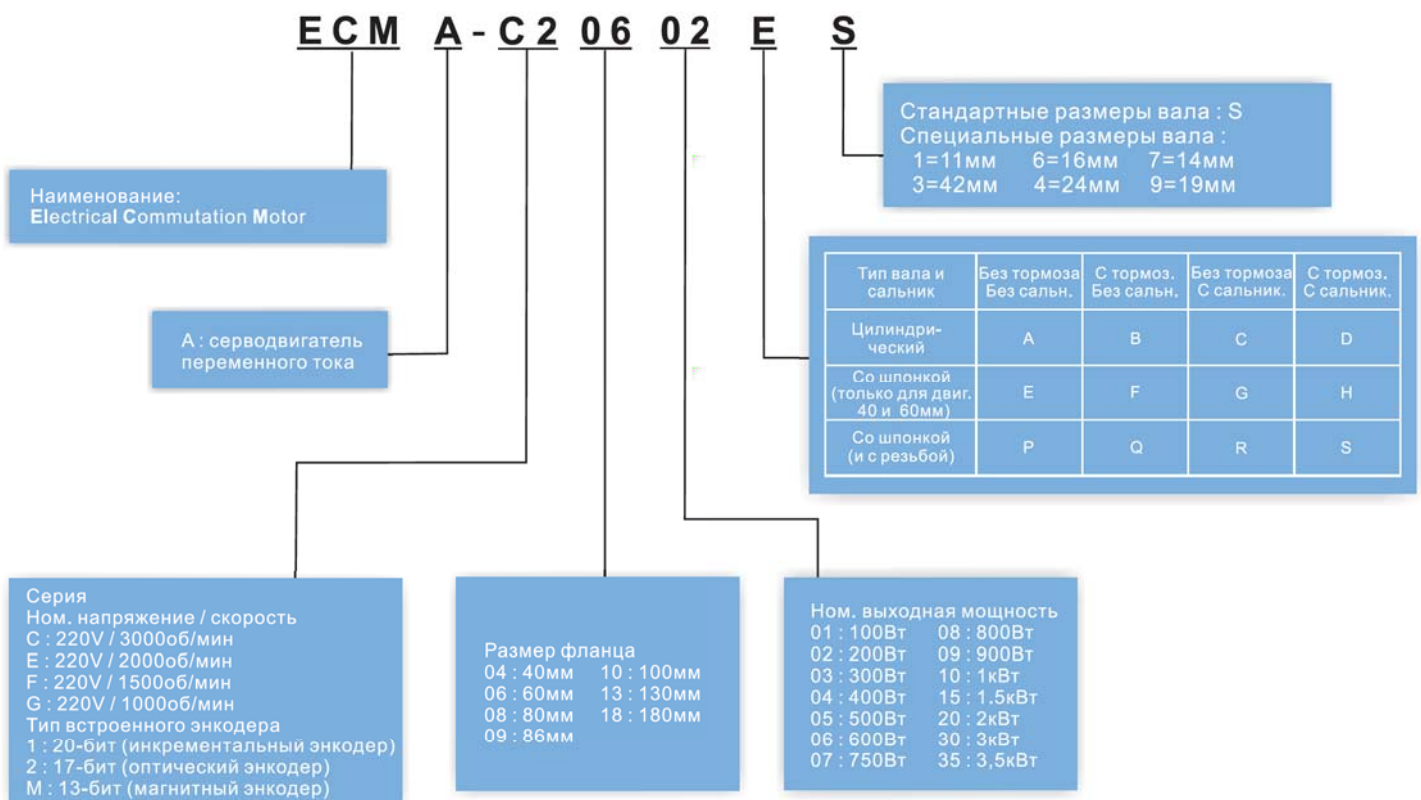 ECM A-C2 06 02 E S
Стандартные размеры вала : S
Специальные размеры вала :
1=11мм 6=16мм 7=14мм
3=42мм 4=24мм 9=19мм
Наименование:
Electrical Commutation Motor
А : серводвигатель
переменного тока
Тип вала и Без тормоза С тормоз. Без тормоза С тормоз.
сальник Без сальн. Без сальн. С сальник. С сальник.
Цилиндри-
ческий A B C D
Со шпонкой
(только для двиг. E F G H
40 и 60мм)
Со шпонкой
(и с резьбой) P Q R S
Серия
Ном. напряжение / скорость
C : 220V / 3000об/мин
E : 220V / 2000об/мин
F : 220V / 1500об/мин
G : 220V / 1000об/мин
Тип встроенного энкодера
1 : 20-бит (инкрементальный энкодер)
2 : 17-бит (оптический энкодер)
M : 13-бит (магнитный энкодер)
Размер фланца
04 : 40мм 10 : 100мм
06 : 60мм 13 : 130мм
08 : 80мм 18 : 180мм
09 : 86мм
Ном. выходная мощность
01 : 100Вт 08 : 800Вт
02 : 200Вт 09 : 900Вт
03 : 300Вт 10 : 1кВт
04 : 400Вт 15 : 1.5кВт
05 : 500Вт 20 : 2кВт
06 : 600Вт 30 : 3кВт
07 : 750Вт 35 : 3,5кВт